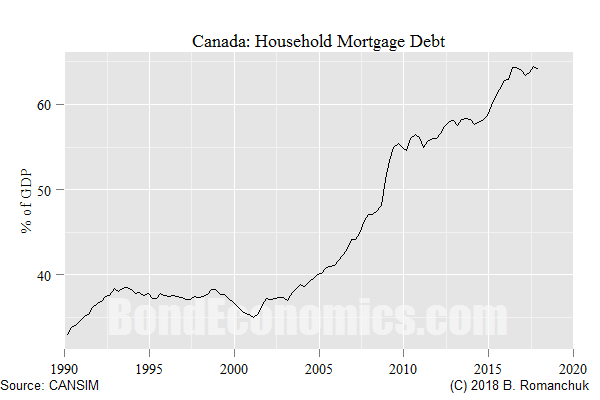 Canada: Household Mortgage Debt
% of GDP
60
50
40
BondEconomics.com
1990 1995 2000 2005 2010 2015 2020
Source: CANSIM (C) 2018 B. Romanchuk